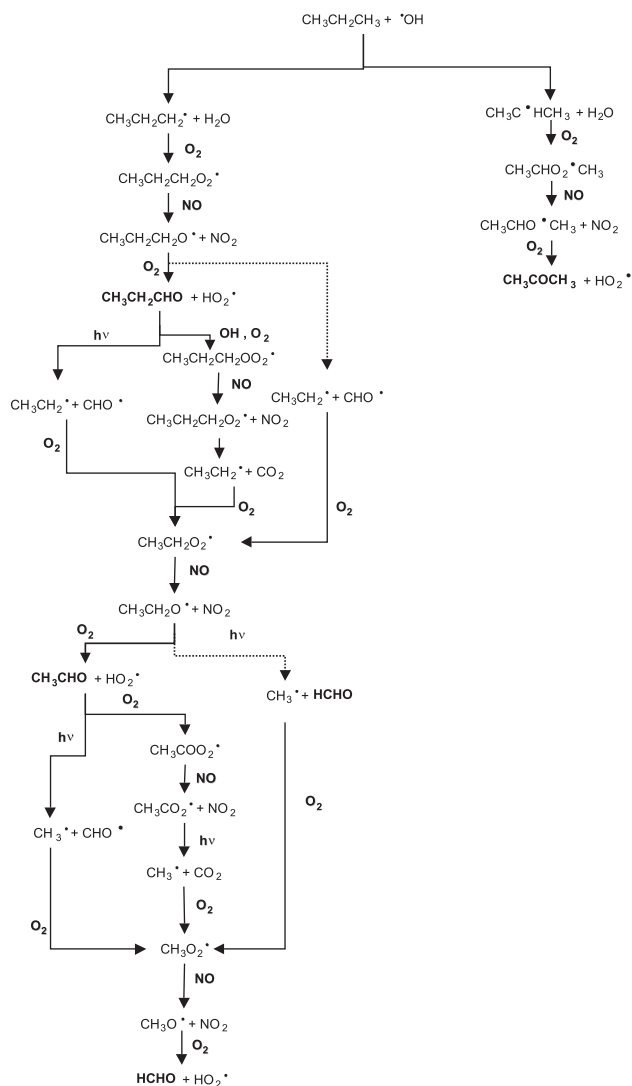 CH₃CH₂CH₃ + •OH
CH₃CH₂CH₂• + H₂O
CH₃C•HCH₃ + H₂O
O₂
O₂
CH₃CH₂CH₂O₂•
CH₃CHO₂•CH₃
NO
NO
CH₃CH₂CH₂O• + NO₂
CH₃CHO•CH₃ + NO₂
O₂
O₂
CH₃CH₂CHO + HO₂•
CH₃COCH₃ + HO₂•
hν
OH , O₂
CH₃CH₂CH₂OO₂•
NO
CH₃CH₂• + CHO•
CH₃CH₂• + CHO•
CH₃CH₂CH₂O₂• + NO₂
O₂
CH₃CH₂• + CO₂
O₂
O₂
CH₃CH₂O₂•
NO
CH₃CH₂O• + NO₂
O₂
hν
CH₃CHO + HO₂•
CH₃• + HCHO
O₂
hν
CH₃COO₂•
NO
O₂
CH₃CO₂• + NO₂
CH₃• + CHO•
hν
CH₃• + CO₂
O₂
O₂
CH₃O₂•
NO
CH₃O• + NO₂
O₂
HCHO + HO₂•